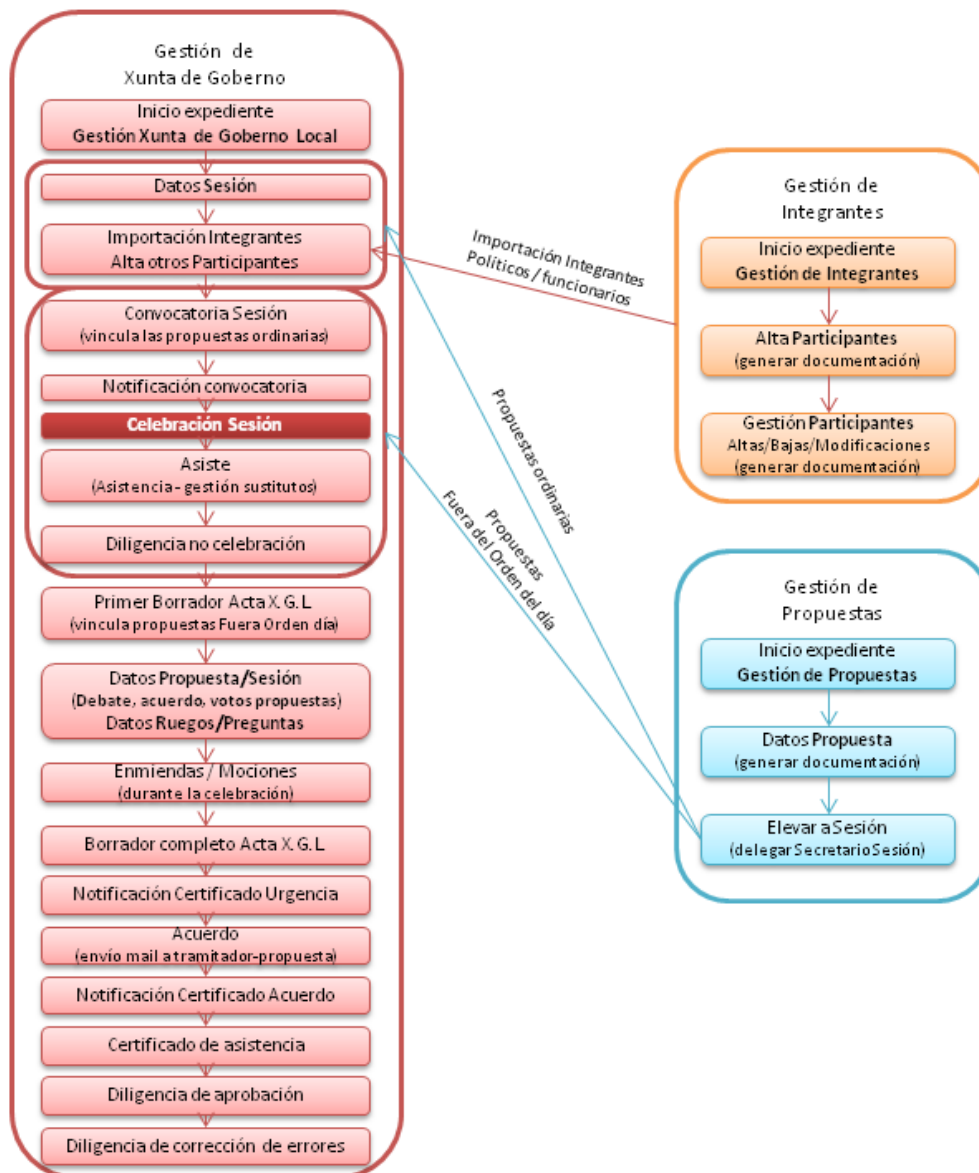 Gestión de
Xunta de Goberno
Inicio expediente
Gestión Xunta de Goberno Local
Datos Sesión
Importación Integrantes
Alta otros Participantes
Convocatoria Sesión
(vincula las propuestas ordinarias)
Notificación convocatoria
Celebración Sesión
Asiste
(Asistencia - gestión sustitutos)
Diligencia no celebración
Primer Borrador Acta X. G. L.
(vincula propuestas Fuera Orden día)
Datos Propuesta/Sesión
(Debate, acuerdo, votos propuestas)
Datos Ruegos/Preguntas
Enmiendas / Mociones
(durante la celebración)
Borrador completo Acta X. G. L.
Notificación Certificado Urgencia
Acuerdo
(envío mail a tramitador-propuesta)
Notificación Certificado Acuerdo
Certificado de asistencia
Diligencia de aprobación
Diligencia de corrección de errores
Importación Integrantes
Políticos / funcionarios
Propuestas ordinarias
Propuestas
Fuera del Orden del día
Gestión de
Integrantes
Inicio expediente
Gestión de Integrantes
Alta Participantes
(generar documentación)
Gestión Participantes
Altas/Bajas/Modificaciones
(generar documentación)
Gestión de
Propuestas
Inicio expediente
Gestión de Propuestas
Datos Propuesta
(generar documentación)
Elevar a Sesión
(delegar Secretario Sesión)